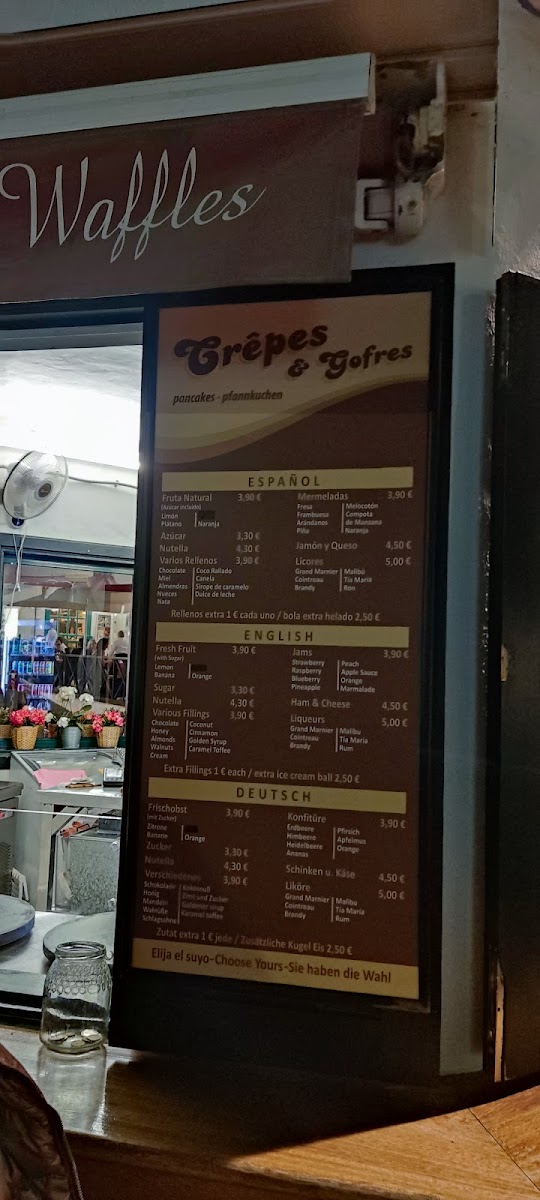 Waffles
Crêpes
& Gofres
pancakes - pfannkuchen
ESPAÑOL
Fruta Natural 3,90 €
(Azúcar incluido)
Limón
Plátano Naranja
Azúcar 3,30 €
Nutella 4,30 €
Varios Rellenos 3,90 €
Chocolate Coco Rallado
Miel Canela
Almendras Sirope de caramelo
Nueces Dulce de leche
Nata
Mermeladas 3,90 €
Fresa Melocotón
Frambuesa Compota
Arándanos de Manzana
Piña Naranja
Jamón y Queso 4,50 €
Licores 5,00 €
Grand Marnier Malibú
Cointreau Tía María
Brandy Ron
Rellenos extra 1 € cada uno / bola extra helado 2,50 €
ENGLISH
Fresh Fruit 3,90 €
(with Sugar)
Lemon
Banana Orange
Sugar 3,30 €
Nutella 4,30 €
Various Fillings 3,90 €
Chocolate Coconut
Honey Cinnamon
Almonds Golden Syrup
Walnuts Caramel Toffee
Cream
Jams 3,90 €
Strawberry Peach
Raspberry Apple Sauce
Blueberry Orange
Pineapple Marmalade
Ham & Cheese 4,50 €
Liqueurs 5,00 €
Grand Marnier Malibu
Cointreau Tía María
Brandy Rum
Extra Fillings 1 € each / extra ice cream ball 2,50 €
DEUTSCH
Frischobst 3,90 €
(mit Zucker)
Zitrone
Banane Orange
Zucker 3,30 €
Nutella 4,30 €
Verschiedenes 3,90 €
Schokolade Kokosnuß
Honig Zimt und Zucker
Mandeln Goldener sirup
Walnüße Karamel toffee
Schlagsahne
Konfitüre 3,90 €
Erdbeere Pfirsich
Himbeere Apfelmus
Heidelbeere Orange
Ananas
Schinken u. Käse 4,50 €
Liköre 5,00 €
Grand Marnier Malibu
Cointreau Tía María
Brandy Rum
Zutat extra 1 € jede / Zusätzliche Kugel Eis 2,50 €
Elija el suyo-Choose Yours-Sie haben die Wahl